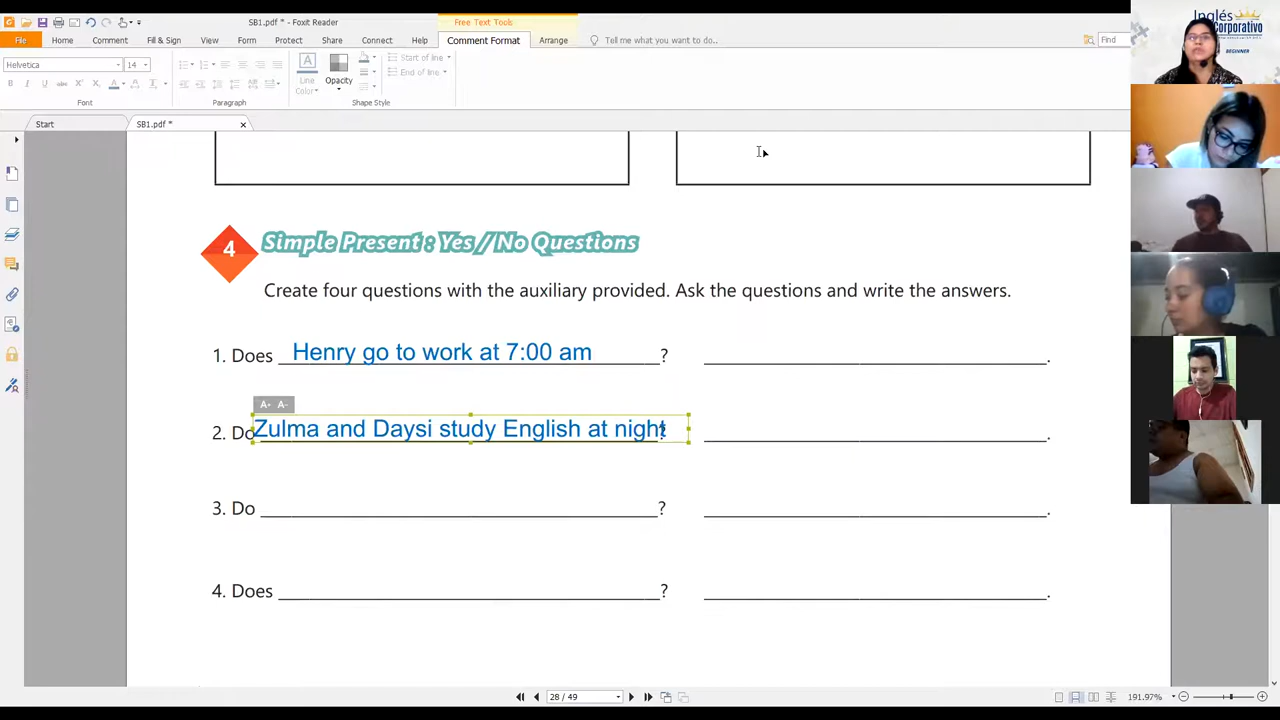 SB1.pdf * - Foxit Reader
Free Text Tools
File Home Comment Fill & Sign View Form Protect Share Connect Help Comment Format Arrange Tell me what you want to do.. Find
Helvetica 14
Line Color
Opacity
Start of line
End of line
Font Paragraph Shape Style
Start SB1.pdf *
4
Simple Present : Yes / No Questions
Create four questions with the auxiliary provided. Ask the questions and write the answers.
1. Does Henry go to work at 7:00 am ? .
A+ A-
2. Do Zulma and Daysi study English at night ? .
3. Do ? .
4. Does ? .
28 / 49
191.97%
Inglés
Corporativo
BEGINNER